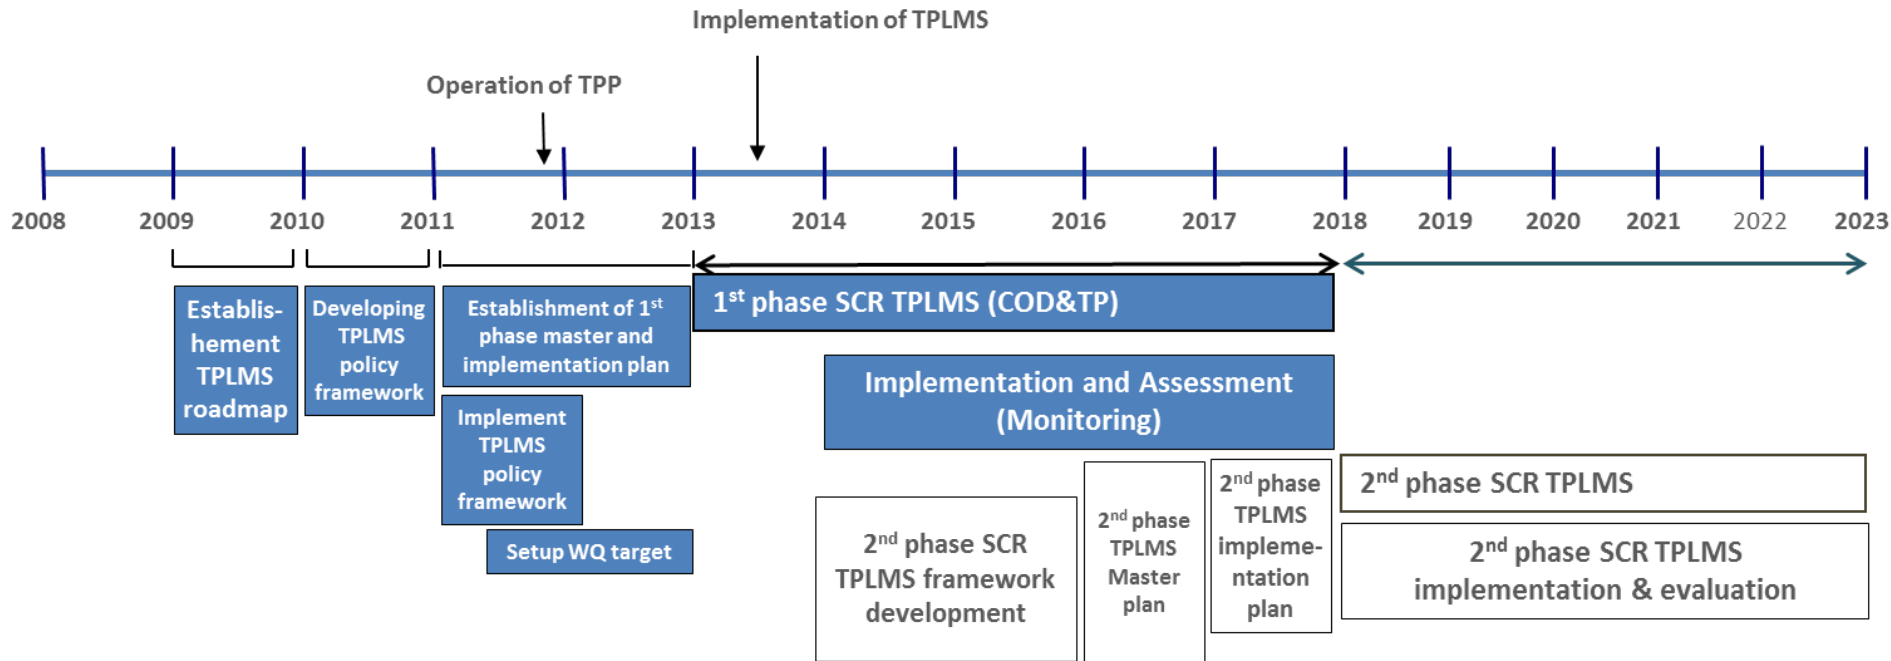 Implementation of TPLMS
Operation of TPP
2008 2009 2010 2011 2012 2013 2014 2015 2016 2017 2018 2019 2020 2021 2022 2023
Establis-
hement
TPLMS
roadmap
Developing
TPLMS
policy
framework
Establishment of 1st
phase master and
implementation plan
1st phase SCR TPLMS (COD&TP)
Implement
TPLMS
policy
framework
Setup WQ target
Implementation and Assessment
(Monitoring)
2nd phase SCR
TPLMS framework
development
2nd phase
TPLMS
Master
plan
2nd phase
TPLMS
impleme-
ntation
plan
2nd phase SCR TPLMS
2nd phase SCR TPLMS
implementation & evaluation